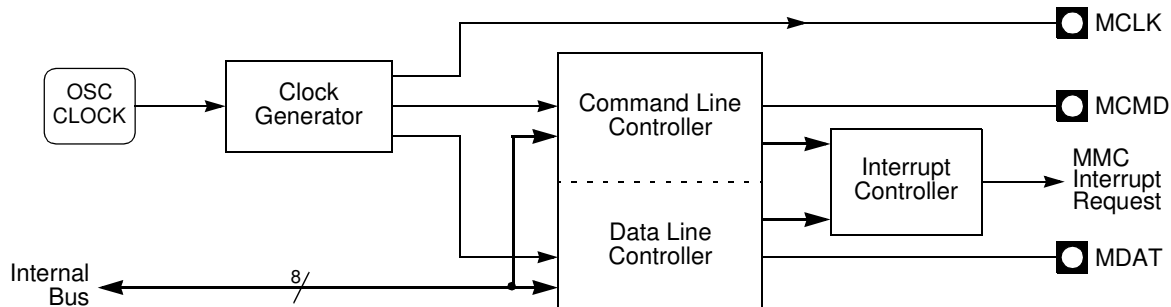 MCLK
OSC
CLOCK
Clock
Generator
Command Line
Controller
MCMD
Interrupt
Controller
MMC
Interrupt
Request
Data Line
Controller
MDAT
Internal
Bus
8